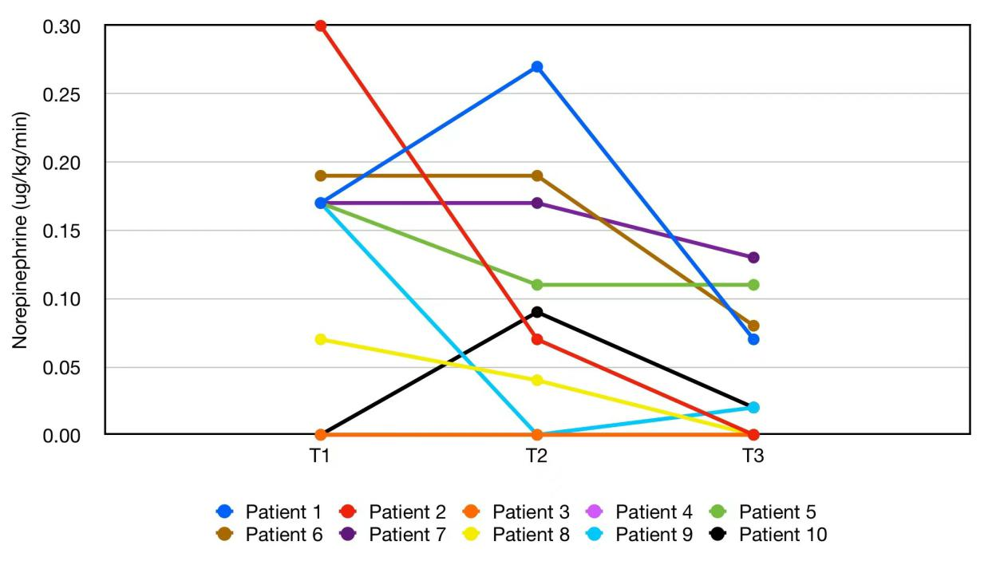 Norepinephrine (ug/kg/min)
0.30
0.25
0.20
0.15
0.10
0.05
0.00
T1 T2 T3
Patient 1 Patient 2 Patient 3 Patient 4 Patient 5
Patient 6 Patient 7 Patient 8 Patient 9 Patient 10